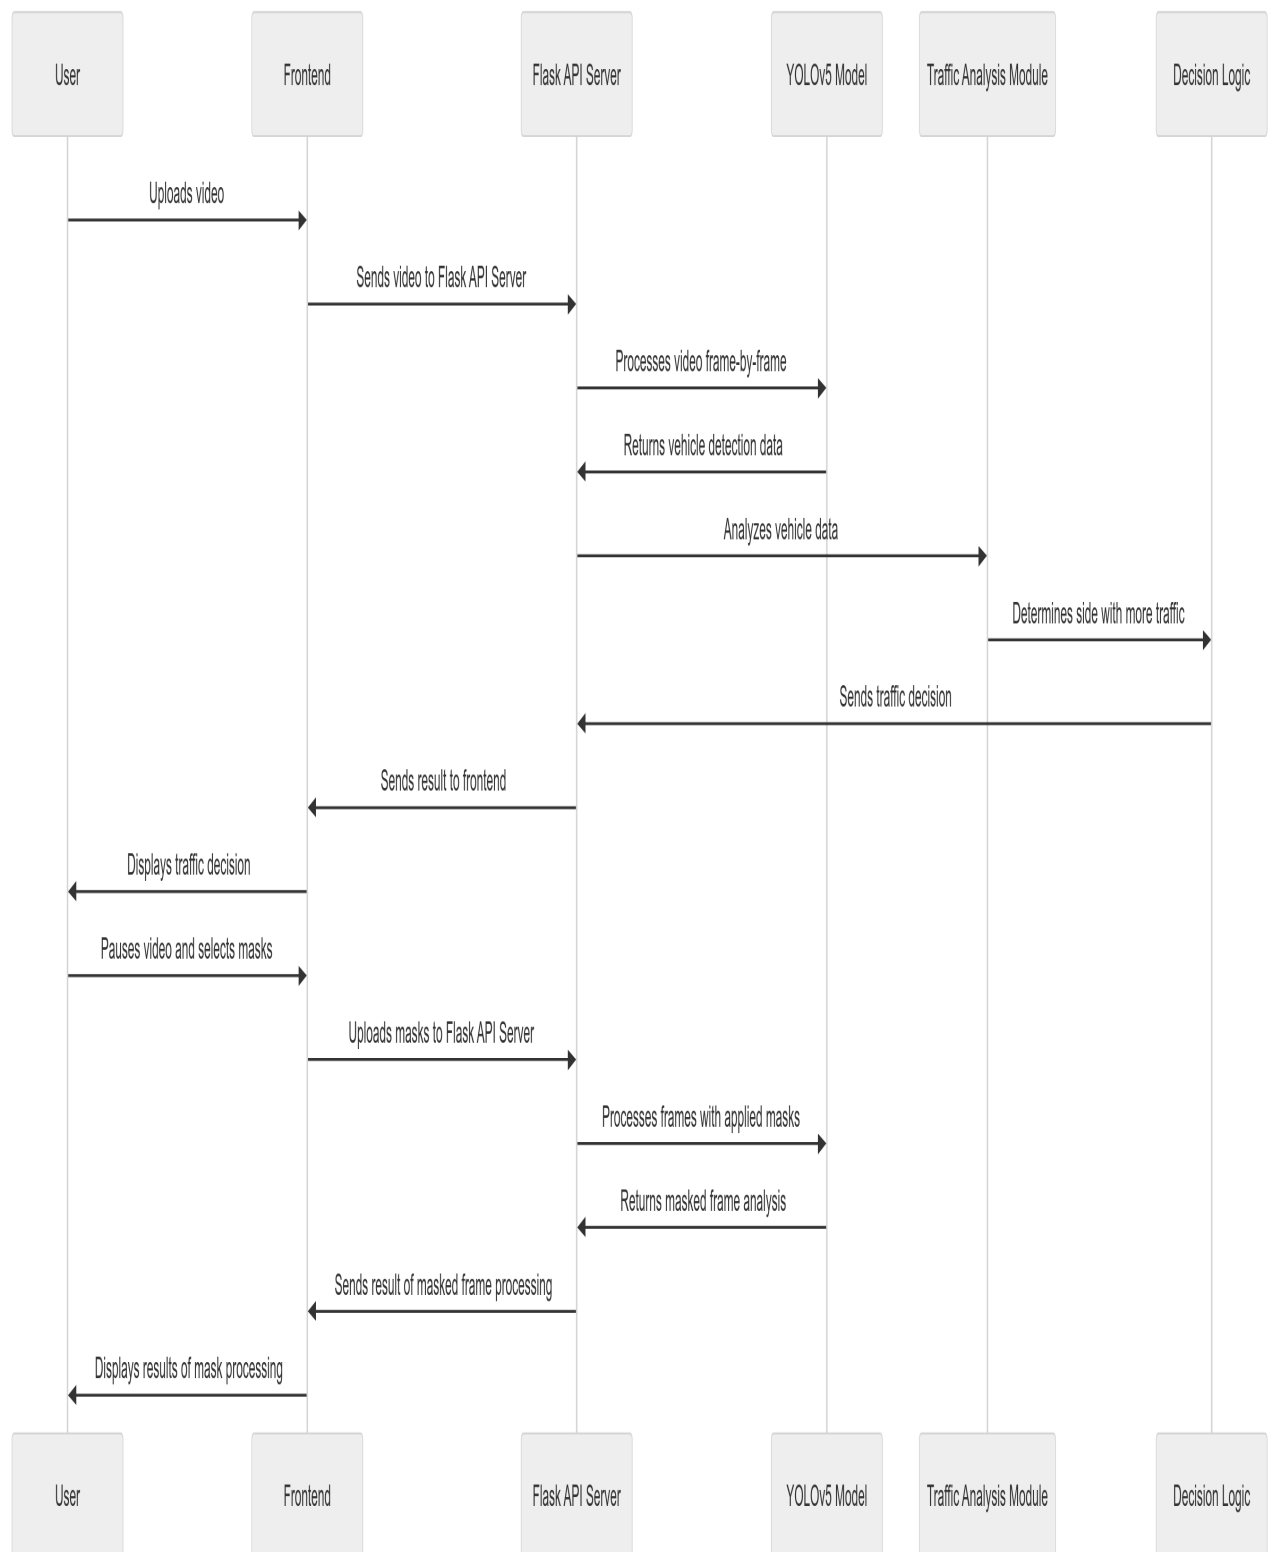 User
Frontend
Flask API Server
YOLOv5 Model
Traffic Analysis Module
Decision Logic
Uploads video
Sends video to Flask API Server
Processes video frame-by-frame
Returns vehicle detection data
Analyzes vehicle data
Determines side with more traffic
Sends traffic decision
Sends result to frontend
Displays traffic decision
Pauses video and selects masks
Uploads masks to Flask API Server
Processes frames with applied masks
Returns masked frame analysis
Sends result of masked frame processing
Displays results of mask processing
User
Frontend
Flask API Server
YOLOv5 Model
Traffic Analysis Module
Decision Logic